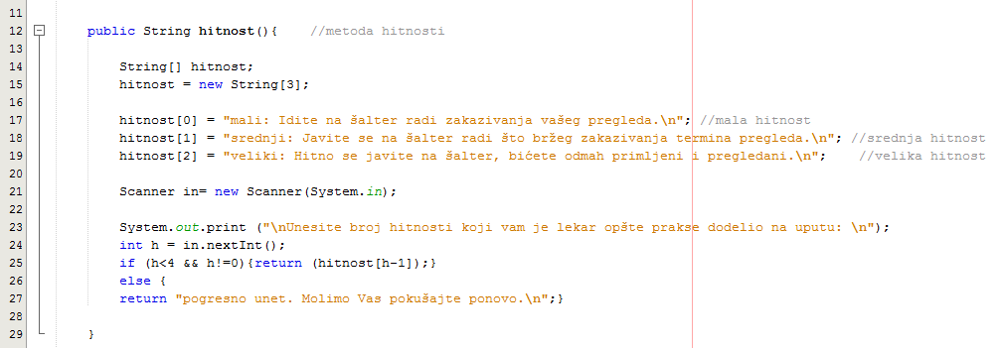 11
12 public String hitnost(){ //metoda hitnosti
13
14 String[] hitnost;
15 hitnost = new String[3];
16
17 hitnost[0] = "mali: Idite na šalter radi zakazivanja vašeg pregleda.\n"; //mala hitnost
18 hitnost[1] = "srednji: Javite se na šalter radi što bržeg zakazivanja termina pregleda.\n"; //srednja hitnost
19 hitnost[2] = "veliki: Hitno se javite na šalter, bićete odmah primljeni i pregledani.\n"; //velika hitnost
20
21 Scanner in= new Scanner(System.in);
22
23 System.out.print ("\nUnesite broj hitnosti koji vam je lekar opšte prakse dodelio na uputu: \n");
24 int h = in.nextInt();
25 if (h<4 && h!=0){return (hitnost[h-1]);}
26 else {
27 return "pogresno unet. Molimo Vas pokušajte ponovo.\n";}
28
29 }